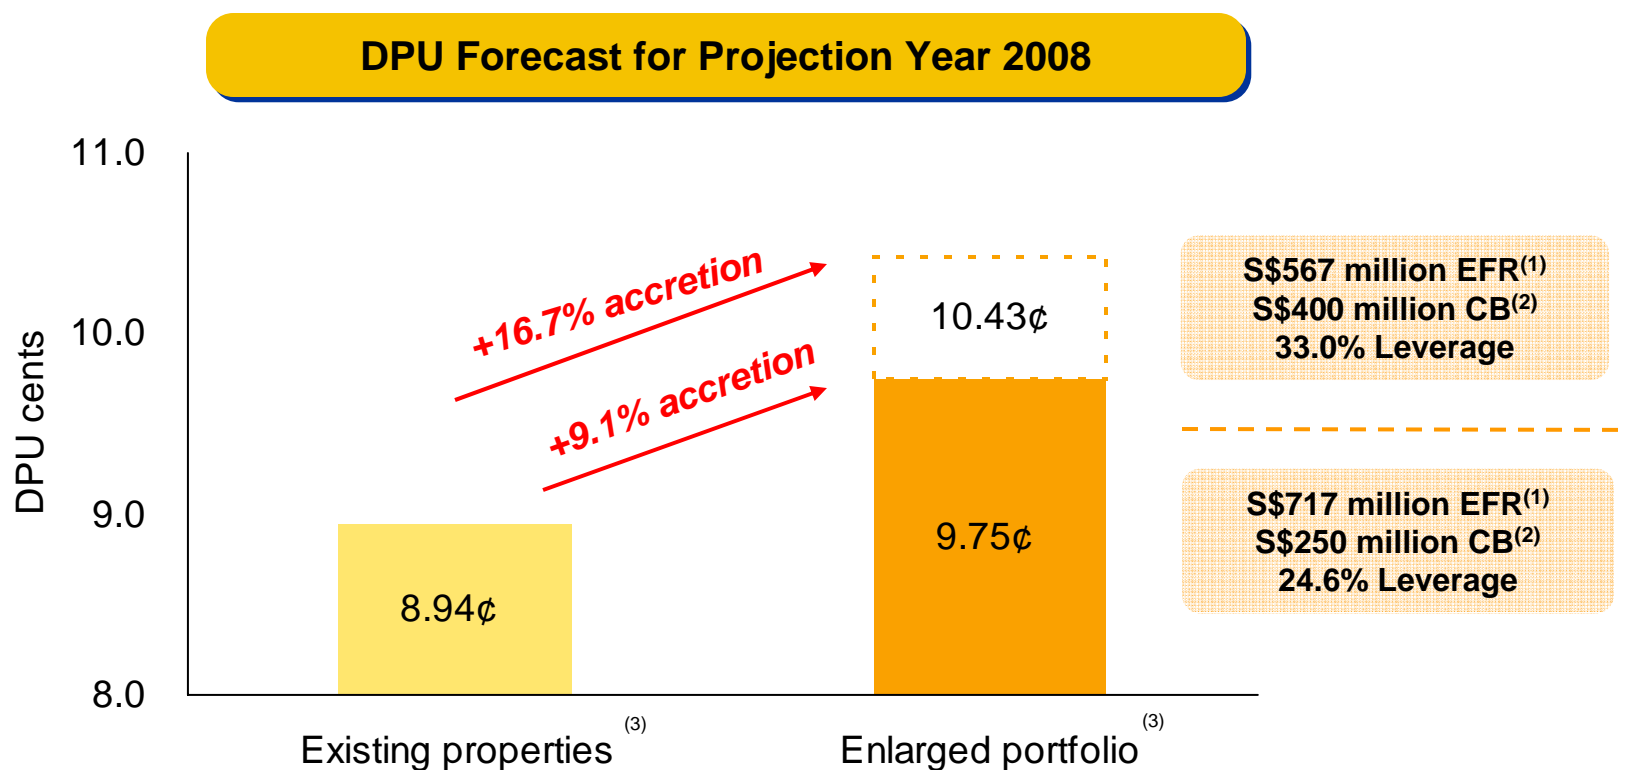 DPU Forecast for Projection Year 2008
11.0
10.0
9.0
8.0
DPU cents
+16.7% accretion
+9.1% accretion
8.94¢
10.43¢
9.75¢
S$567 million EFR(1)
S$400 million CB(2)
33.0% Leverage
S$717 million EFR(1)
S$250 million CB(2)
24.6% Leverage
Existing properties (3)
Enlarged portfolio (3)